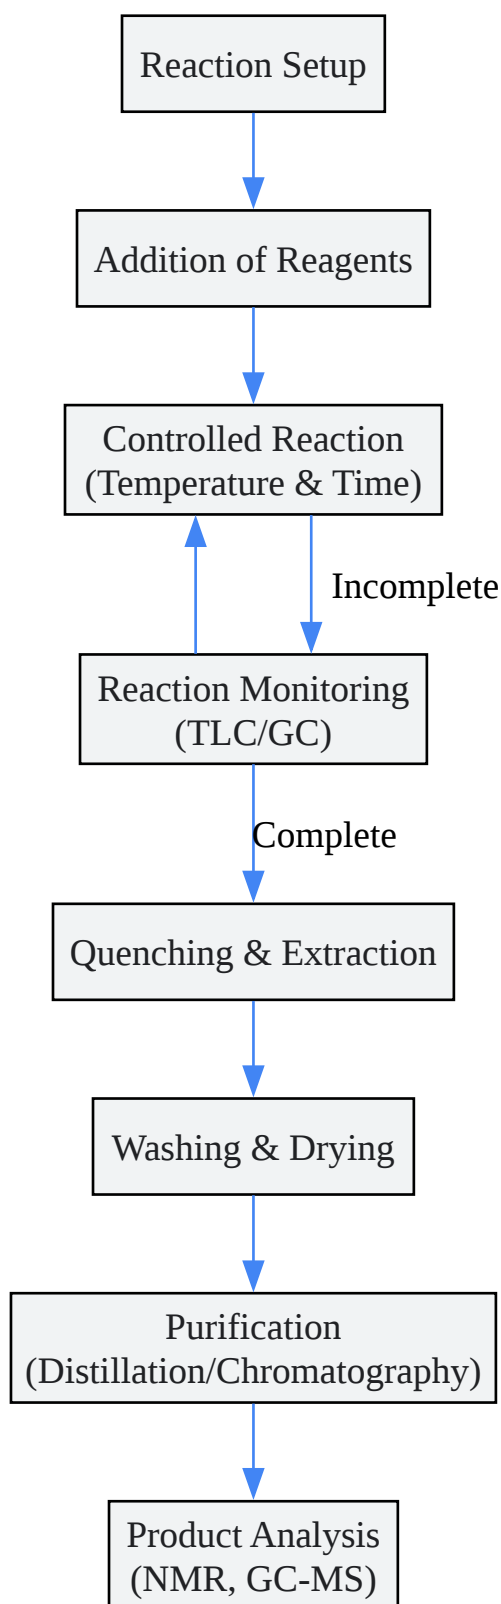 Reaction Setup
Addition of Reagents
Controlled Reaction
(Temperature & Time)
Incomplete
Reaction Monitoring
(TLC/GC)
Complete
Quenching & Extraction
Washing & Drying
Purification
(Distillation/Chromatography)
Product Analysis
(NMR, GC-MS)